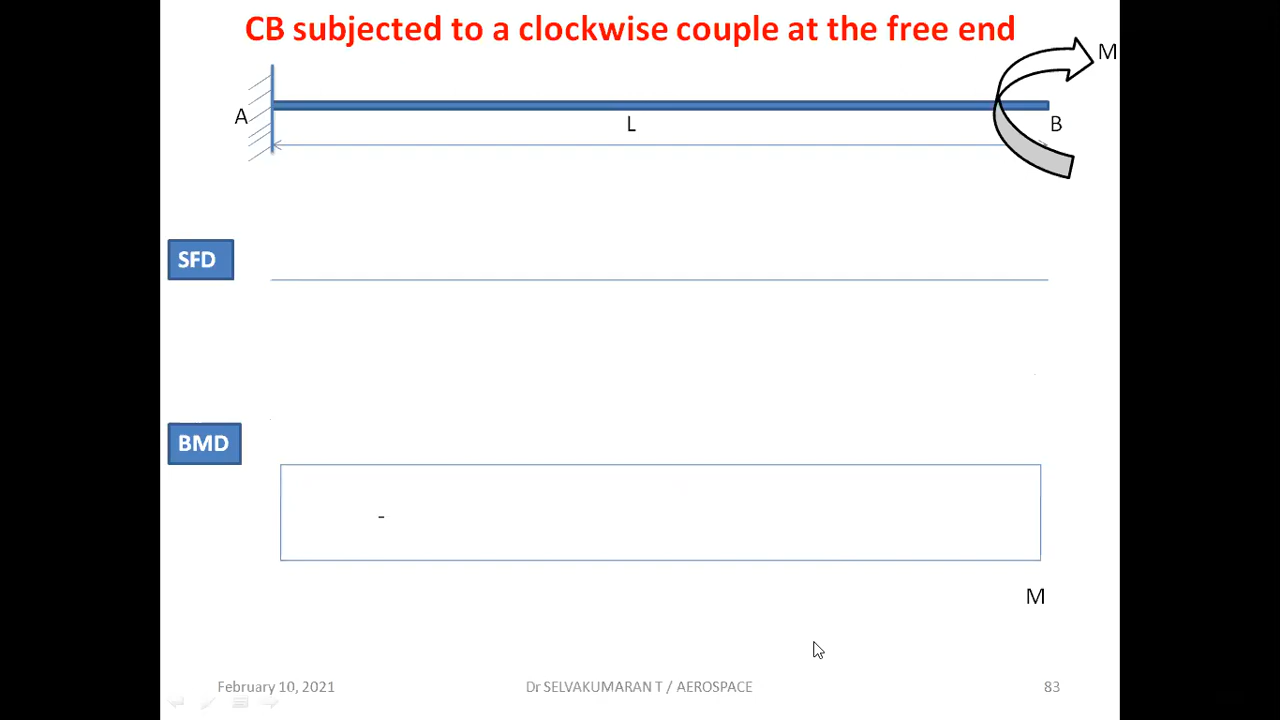 CB subjected to a clockwise couple at the free end
M
A
L
B
SFD
BMD
-
M
February 10, 2021
Dr SELVAKUMARAN T / AEROSPACE
83